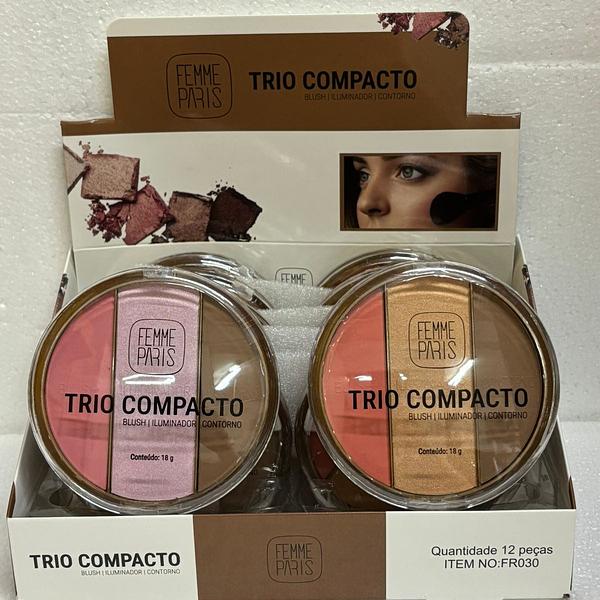 FEMME
PARIS
TRIO COMPACTO
BLUSH | ILUMINADOR | CONTORNO
FEMME
FEMME
PARIS
TRIO COMPACTO
BLUSH | ILUMINADOR | CONTORNO
Conteúdo: 18 g
FEMME
PARIS
TRIO COMPACTO
BLUSH | ILUMINADOR | CONTORNO
Conteúdo: 18 g
TRIO COMPACTO
BLUSH | ILUMINADOR | CONTORNO
FEMME
PARIS
Quantidade 12 peças
ITEM NO:FR030